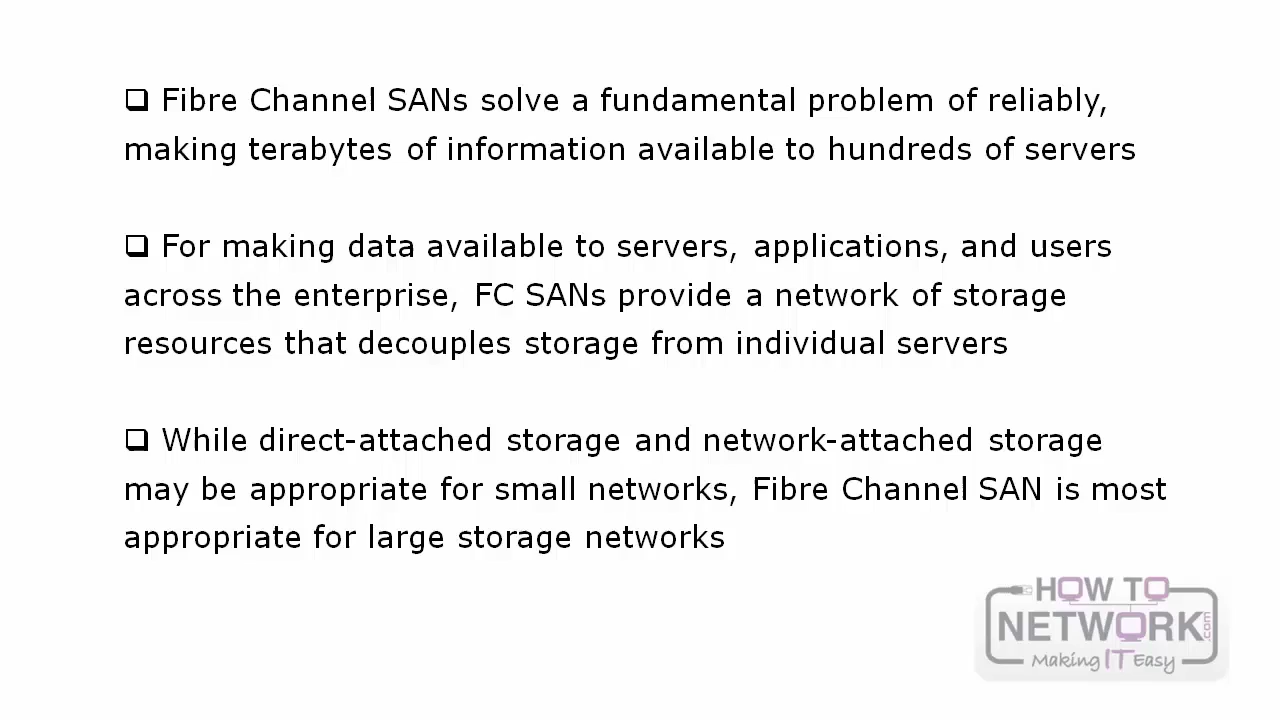 ❑ Fibre Channel SANs solve a fundamental problem of reliably,
making terabytes of information available to hundreds of servers
❑ For making data available to servers, applications, and users
across the enterprise, FC SANs provide a network of storage
resources that decouples storage from individual servers
❑ While direct-attached storage and network-attached storage
may be appropriate for small networks, Fibre Channel SAN is most
appropriate for large storage networks
HOW TO
NETWORK.com
Making IT Easy